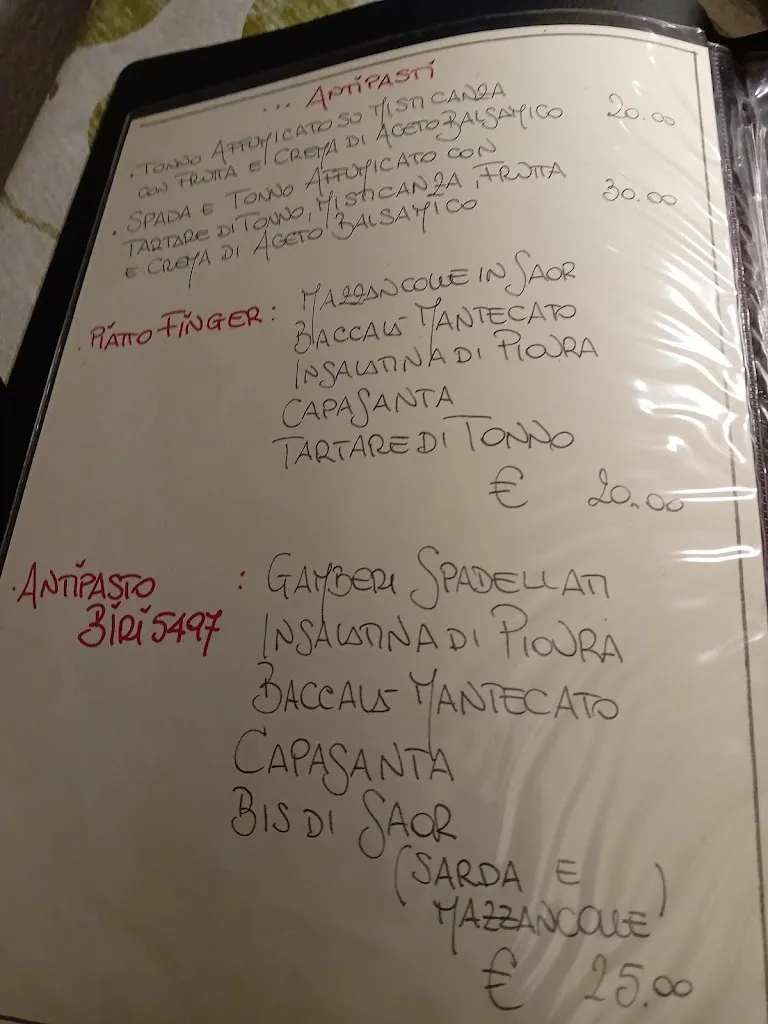 ... ANTIPASTI
· TONNO AFFUMICATO SU MISTICANZA
CON FRUTTA E CREMA DI ACETO BALSAMICO 20.00
· SPADA E TONNO AFFUMICATO CON
TARTARE DI TONNO, MISTICANZA, FRUTTA
E CREMA DI ACETO BALSAMICO 30.00
· PIATTO FINGER: MAZZANCOLLE IN SAOR
BACCALÀ MANTECATO
INSALATINA DI PIOVRA
CAPASANTA
TARTARE DI TONNO
€ 20.00
· ANTIPASTO : GAMBERI SPADELLATI
BIRI 5497 INSALATINA DI PIOVRA
BACCALÀ MANTECATO
CAPASANTA
BIS DI SAOR
(SARDA E
MAZZANCOLLE)
€ 25.00